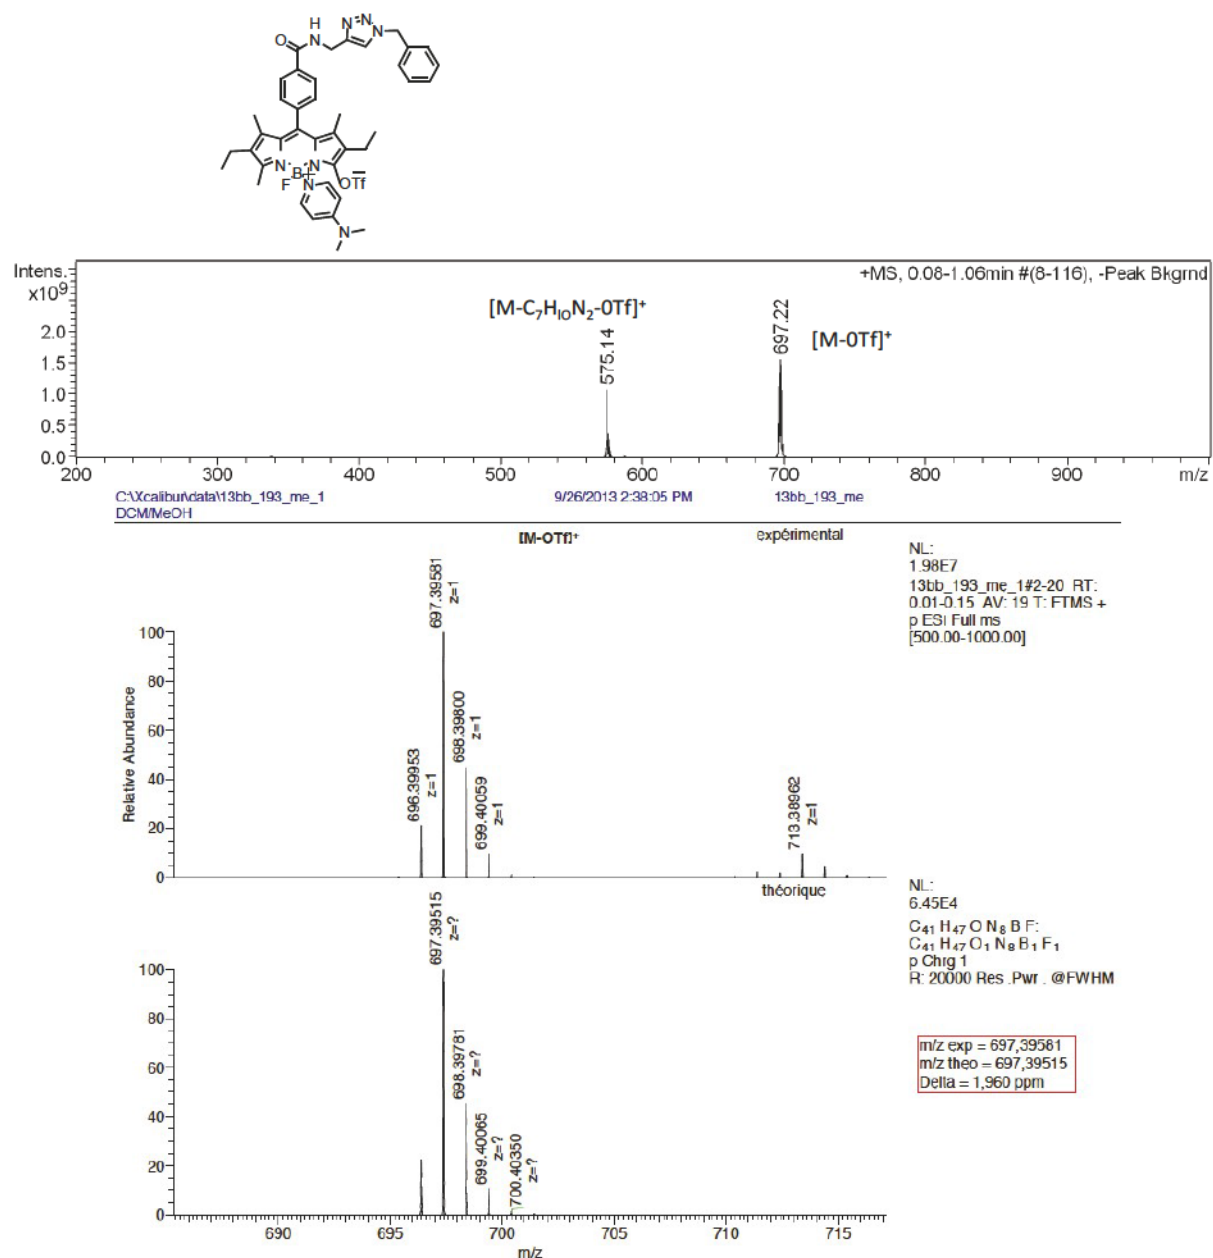 H
N
O
N=N
N
N
N
B+
F
N
OTf
N
Intens.
x10⁹
+MS, 0.08-1.06min #(8-116), -Peak Bkgrnd
[M-C₇H₁₀N₂-0Tf]⁺
575.14
697.22
[M-0Tf]⁺
2.0
1.5
1.0
0.5
0.0
200 300 400 500 600 700 800 900 m/z
C:\Xcalibur\data\13bb_193_me_1 9/26/2013 2:38:05 PM 13bb_193_me
DCM/MeOH
[M-OTf]⁺ expérimental
NL:
1.98E7
13bb_193_me_1#2-20 RT:
0.01-0.15 AV: 19 T: FTMS +
p ESI Full ms
[500.00-1000.00]
697.39581
z=1
698.39800
z=1
696.39953
z=1
699.40059
z=1
713.38962
z=1
100
80
60
40
20
0
Relative Abundance
théorique
NL:
6.45E4
C₄₁ H₄₇ O N₈ B F:
C₄₁ H₄₇ O₁ N₈ B₁ F₁
p Chrg 1
R: 20000 Res .Pwr . @FWHM
697.39515
z=?
698.39781
z=?
699.40065
z=?
700.40350
z=?
100
80
60
40
20
0
690 695 700 705 710 715
m/z
m/z exp = 697,39581
m/z theo = 697,39515
Delta = 1,960 ppm